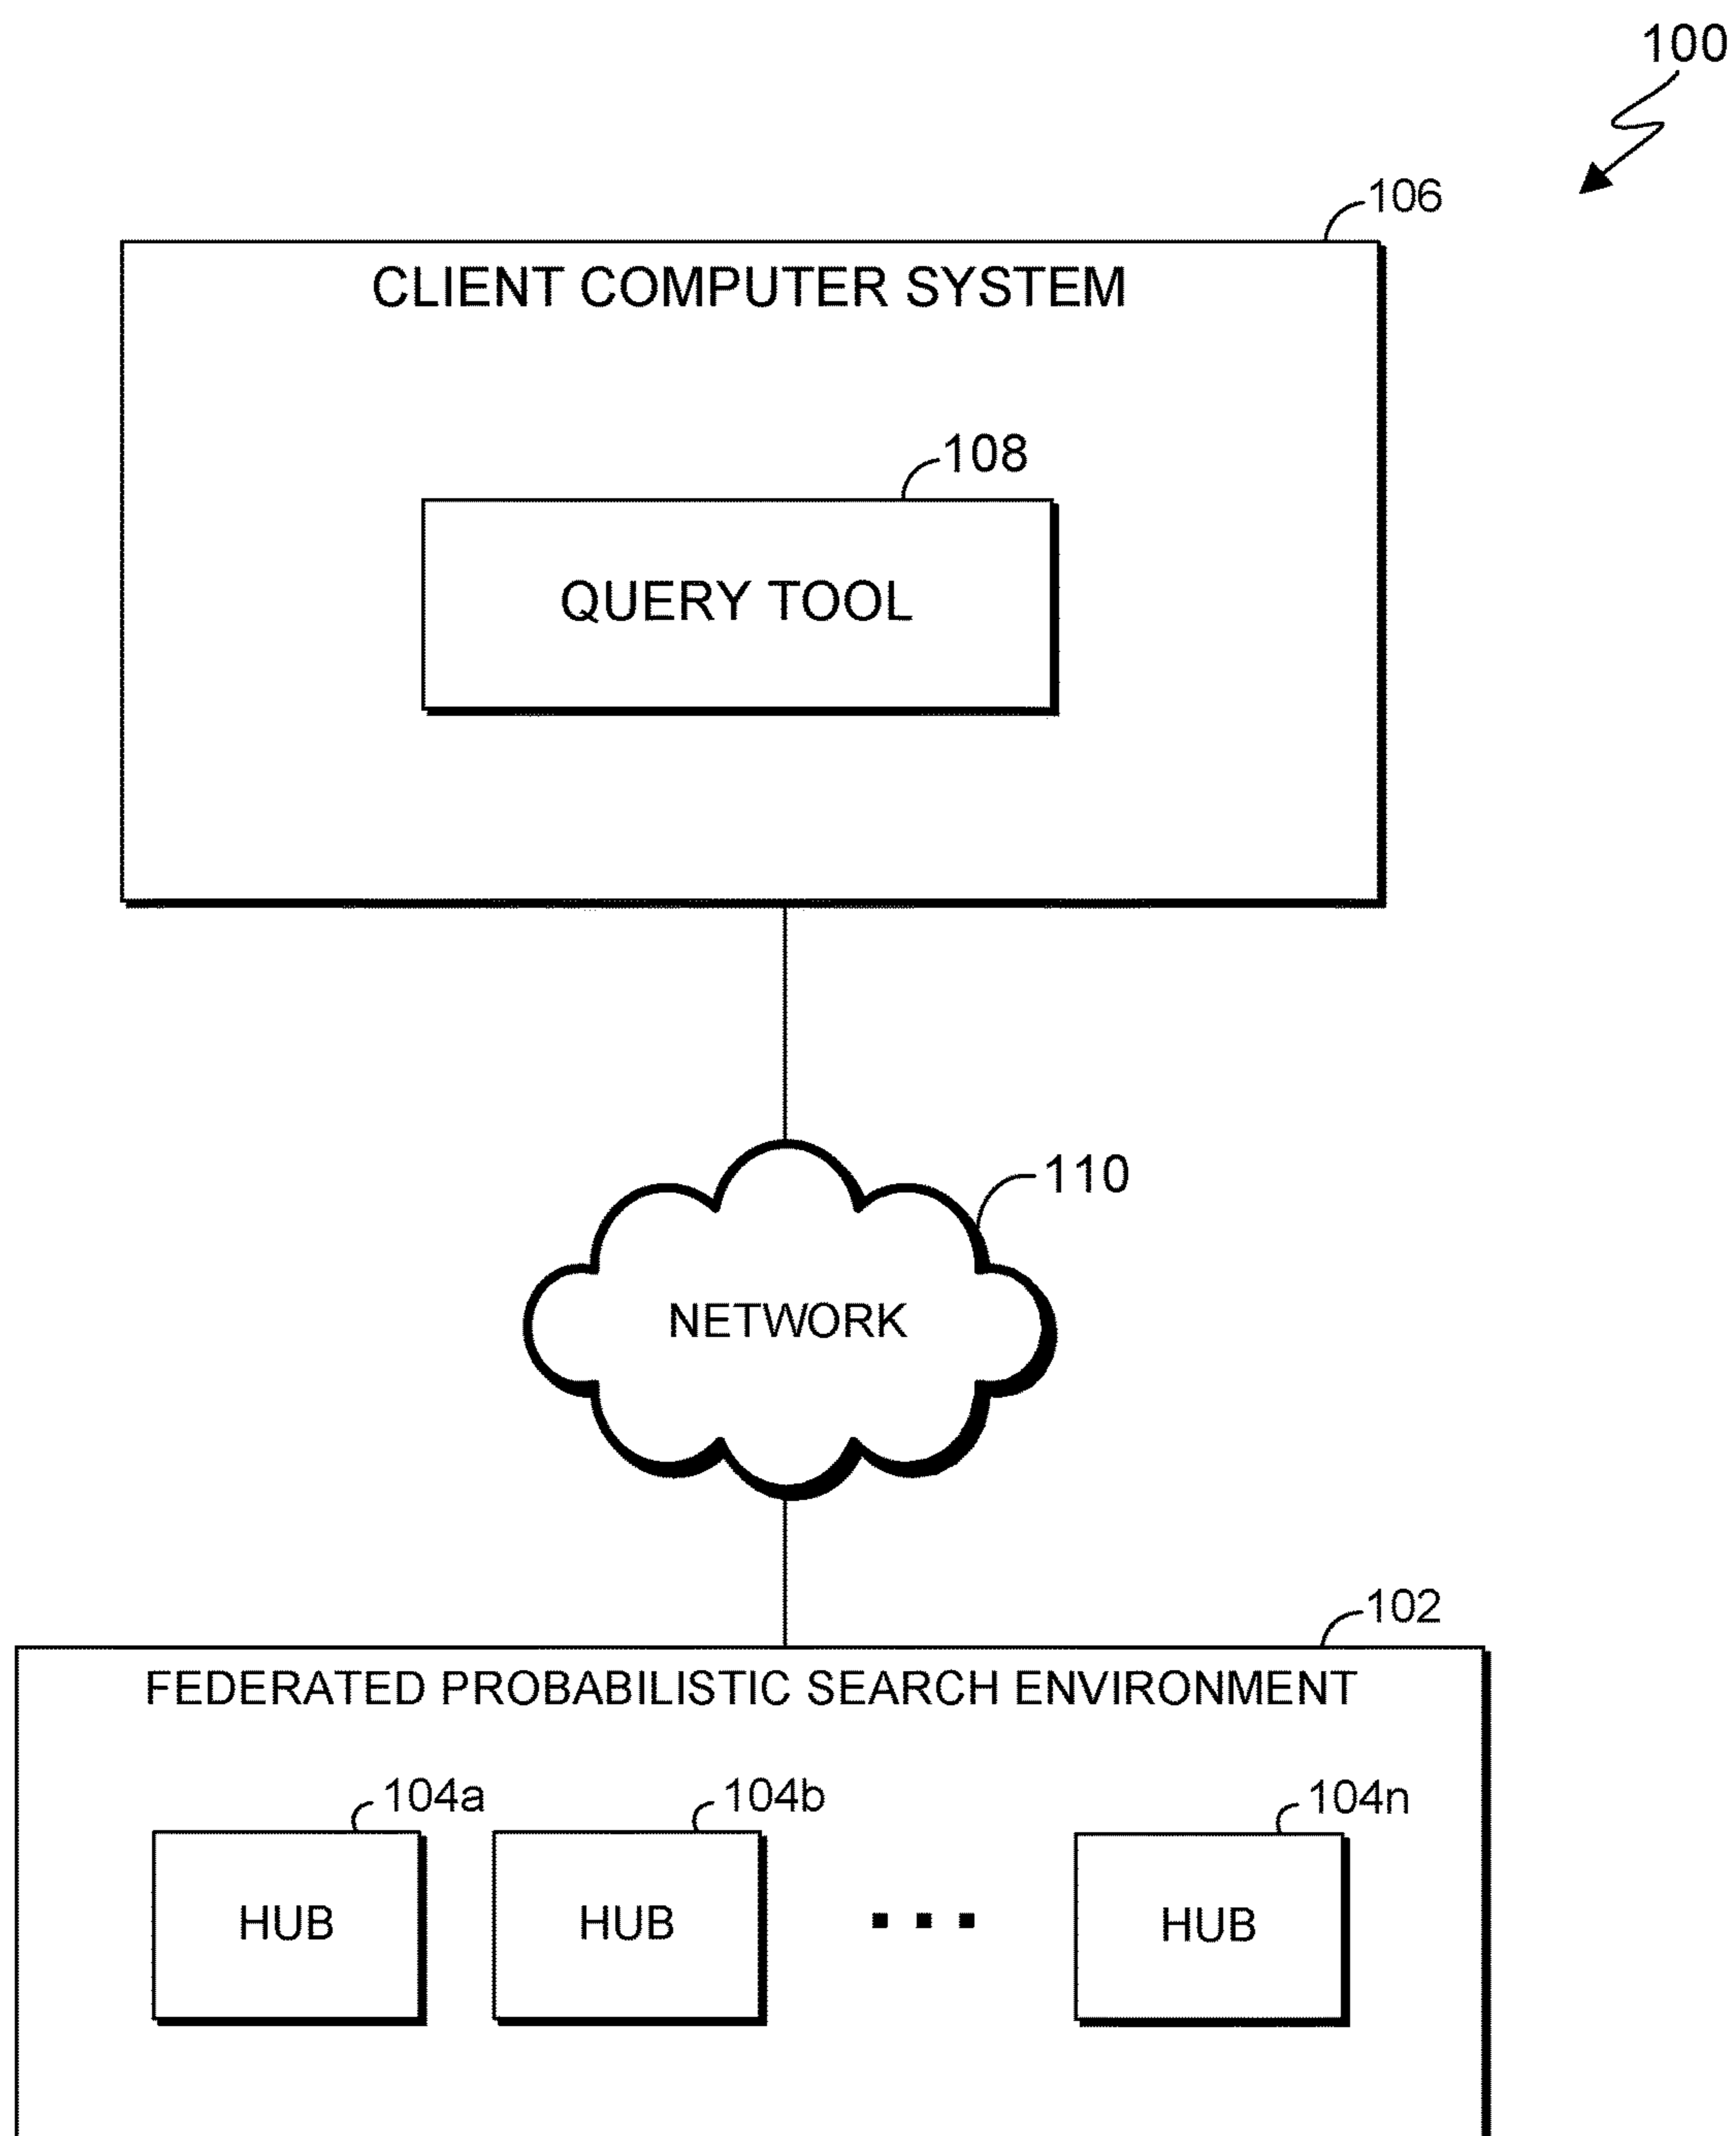 100
106
CLIENT COMPUTER SYSTEM
108
QUERY TOOL
110
NETWORK
102
FEDERATED PROBABILISTIC SEARCH ENVIRONMENT
104a 104b 104n
HUB HUB HUB